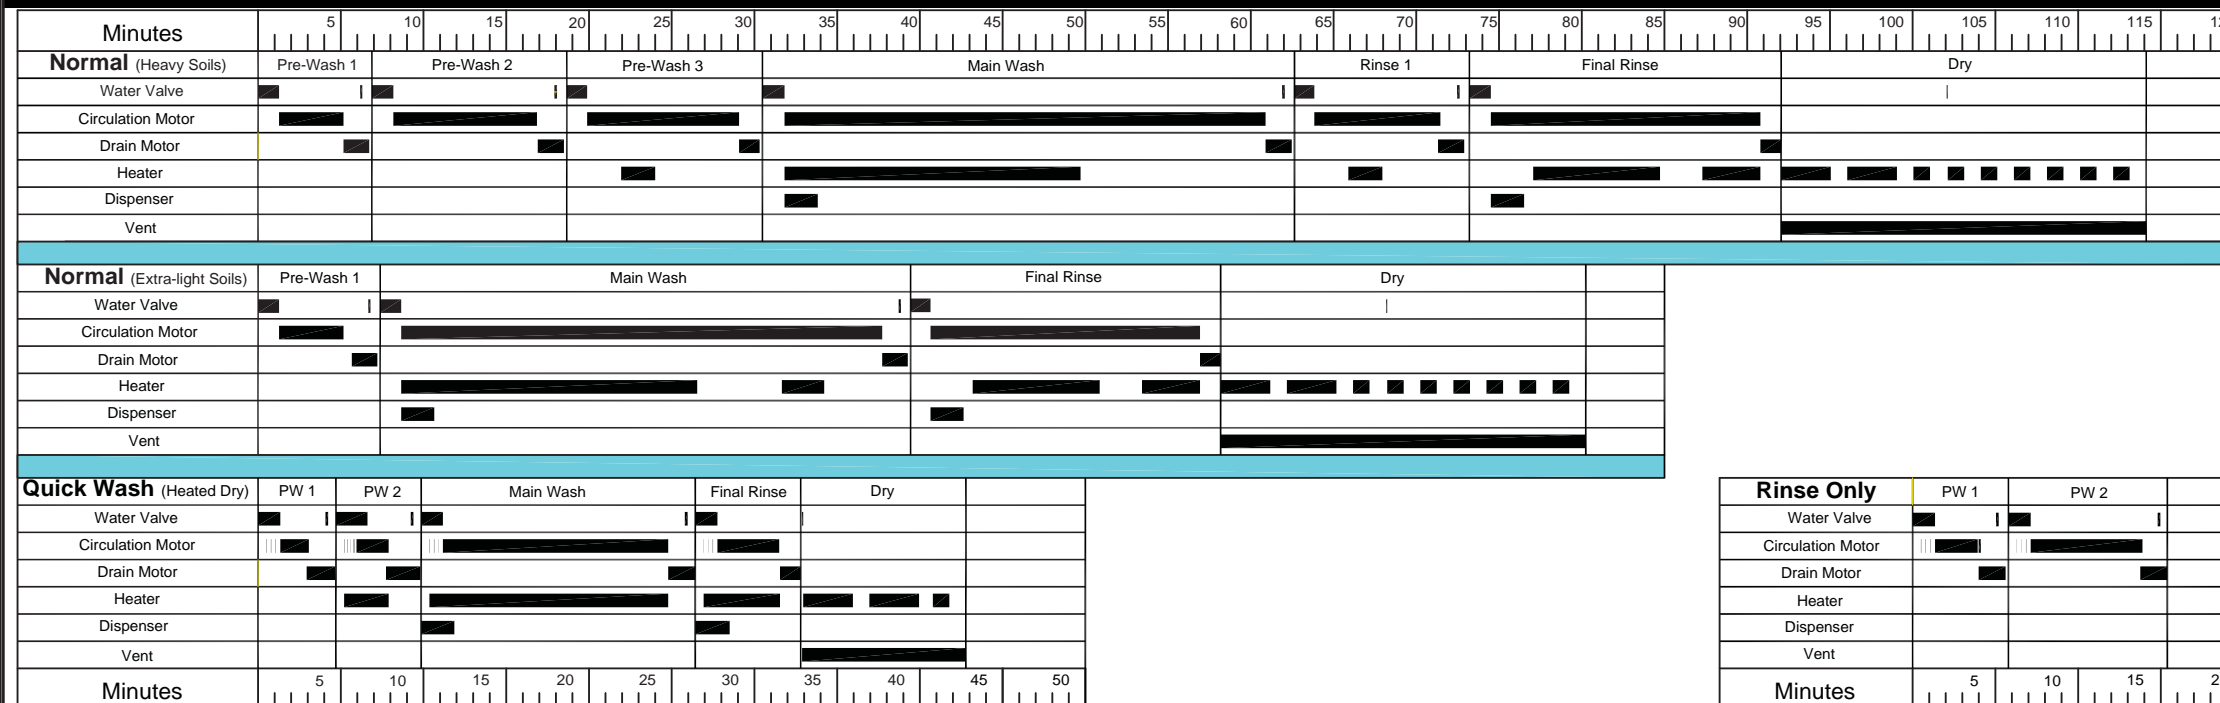 Minutes 5 10 15 20 25 30 35 40 45 50 55 60 65 70 75 80 85 90 95 100 105 110 115
Normal (Heavy Soils) Pre-Wash 1 Pre-Wash 2 Pre-Wash 3 Main Wash Rinse 1 Final Rinse Dry
Water Valve
Circulation Motor
Drain Motor
Heater
Dispenser
Vent
Normal (Extra-light Soils) Pre-Wash 1 Main Wash Final Rinse Dry
Water Valve
Circulation Motor
Drain Motor
Heater
Dispenser
Vent
Quick Wash (Heated Dry) PW 1 PW 2 Main Wash Final Rinse Dry
Water Valve
Circulation Motor
Drain Motor
Heater
Dispenser
Vent
Minutes 5 10 15 20 25 30 35 40 45 50
Rinse Only PW 1 PW 2
Water Valve
Circulation Motor
Drain Motor
Heater
Dispenser
Vent
Minutes 5 10 15